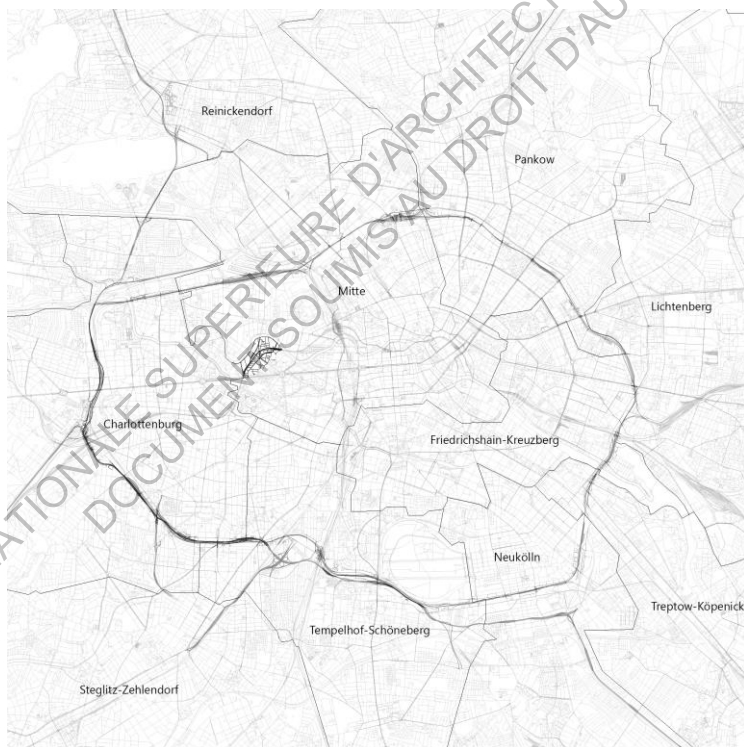 Reinickendorf
Pankow
Mitte
Lichtenberg
Charlottenburg
Friedrichshain-Kreuzberg
Neukölln
Treptow-Köpenick
Tempelhof-Schöneberg
Steglitz-Zehlendorf
NATIONALE SUPERIEURE D'ARCHITECT
DOCUMENT SOUMIS AU DROIT D'AU